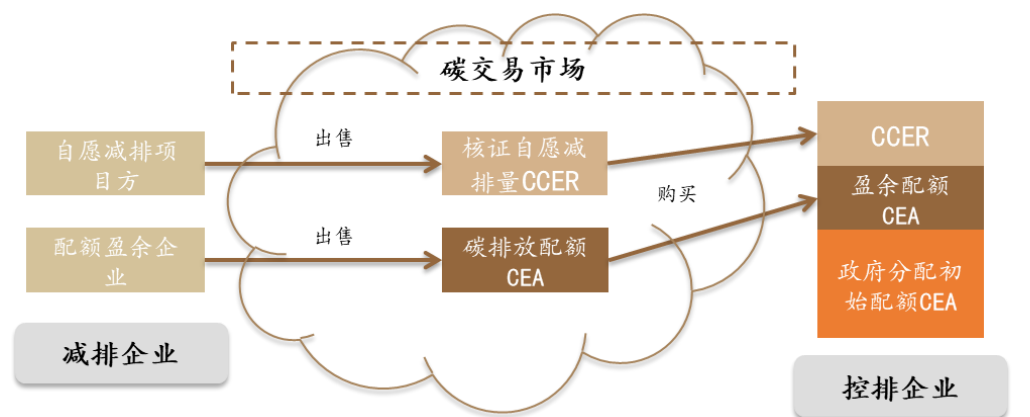 碳交易市场
自愿减排项
目方
出售
核证自愿减
排量CCER
CCER
购买
盈余配额
CEA
配额盈余企
业
出售
碳排放配额
CEA
政府分配初
始配额CEA
减排企业
控排企业